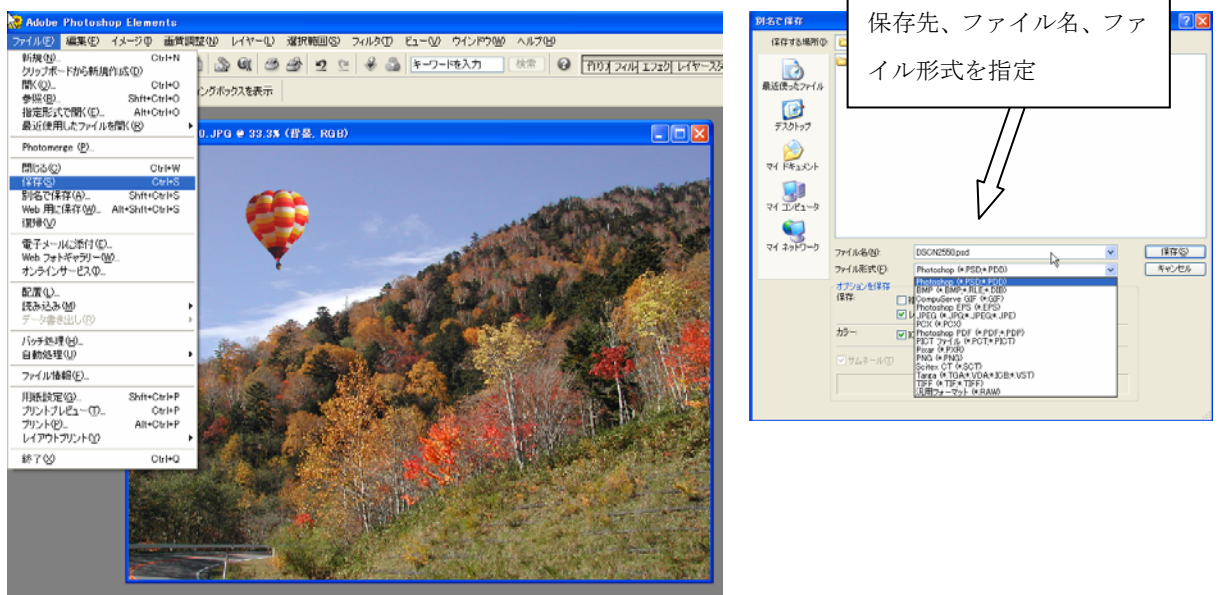 Adobe Photoshop Elements
ファイル(F) 編集(E) イメージ(I) 画質調整(N) レイヤー(L) 選択範囲(S) フィルタ(T) ビュー(V) ウインドウ(W) ヘルプ(H)
キーワードを入力 検索
ングボックスを表示
新規(N)... Ctrl+N
クリップボードから新規作成(D)
開く(O)... Ctrl+O
参照(B)... Shft+Ctrl+O
指定形式で開く(C)... Alt+Ctrl+O
最近使用したファイルを開く(R)
Photomerge (P)...
閉じる(C) Ctrl+W
保存(S) Ctrl+S
別名で保存(A)... Shft+Ctrl+S
Web 用に保存(W)... Alt+Shft+Ctrl+S
復帰(V)
電子メールに添付(E)...
Web フォトギャラリー(W)...
オンラインサービス(I)...
配置(L)...
読み込み(M)
データ書き出し(R)
バッチ処理(H)...
自動処理(U)
ファイル情報(F)...
用紙設定(G)... Shft+Ctrl+P
プリントプレビュー(T)... Ctrl+P
プリント(P)... Alt+Ctrl+P
レイアウトプリント(Y)
終了(X) Ctrl+Q
0.JPG @ 33.3% (背景, RGB)
別名で保存
保存先、ファイル名、ファ
イル形式を指定
保存する場所(I):
最近使ったファイル
デスクトップ
マイ ドキュメント
マイ コンピュータ
マイ ネットワーク
ファイル名(N): DSCN2550.psd 保存(S)
ファイル形式(F): Photoshop (*.PSD;*.PDD) キャンセル
オプションを保存
保存:
カラー:
サムネール(T)
Photoshop (*.PSD;*.PDD)
BMP (*.BMP;*.RLE;*.DIB)
CompuServe GIF (*.GIF)
Photoshop EPS (*.EPS)
JPEG (*.JPG;*.JPEG;*.JPE)
PCX (*.PCX)
Photoshop PDF (*.PDF;*.PDP)
PICT ファイル (*.PCT;*.PICT)
Pixar (*.PXR)
PNG (*.PNG)
Scitex CT (*.SCT)
Targa (*.TGA;*.VDA;*.ICB;*.VST)
TIFF (*.TIF;*.TIFF)
汎用フォーマット (*.RAW)